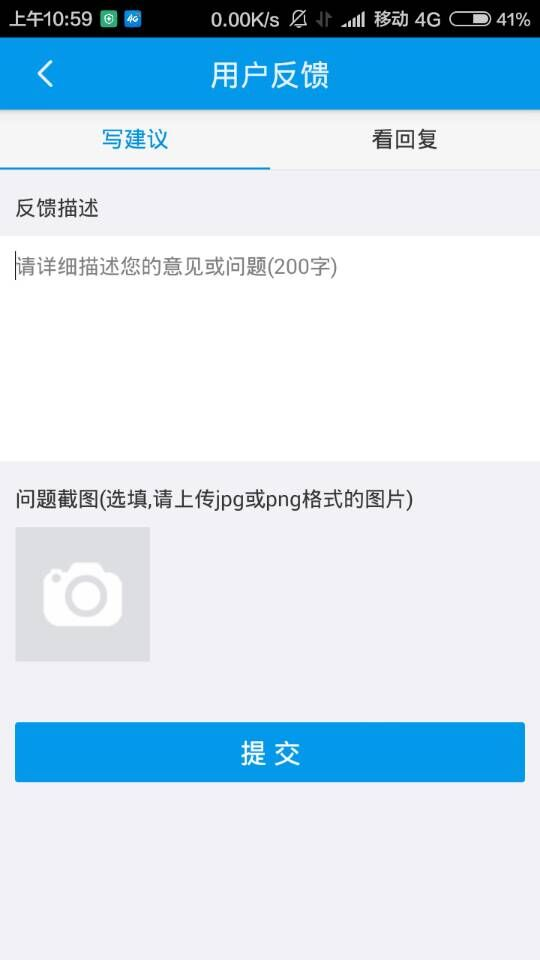 上午10:59 4G 0.00K/s 移动 4G 41%
用户反馈
写建议 看回复
反馈描述
请详细描述您的意见或问题(200字)
问题截图(选填,请上传jpg或png格式的图片)
提交